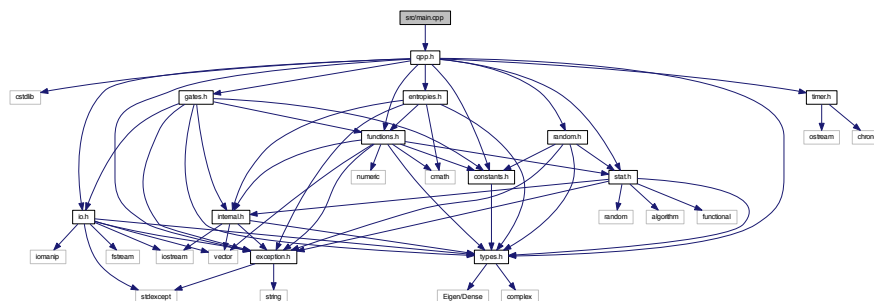 src/main.cpp
qpp.h
cstdlib
gates.h
entropies.h
timer.h
functions.h
random.h
ostream
chrono
numeric
cmath
constants.h
stat.h
io.h
internal.h
random
algorithm
functional
iomanip
fstream
iostream
vector
exception.h
types.h
stdexcept
string
Eigen/Dense
complex